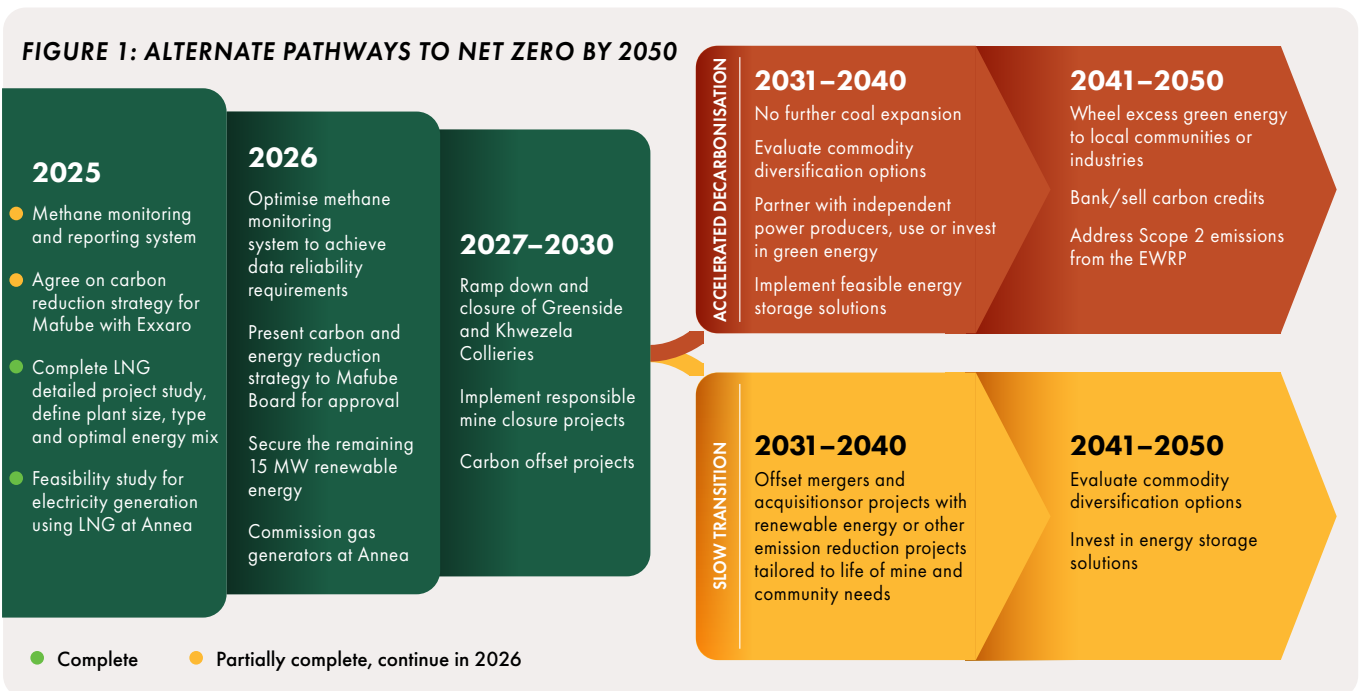 FIGURE 1: ALTERNATE PATHWAYS TO NET ZERO BY 2050
2025
Methane monitoring
and reporting system
Agree on carbon
reduction strategy for
Mafube with Exxaro
Complete LNG
detailed project study,
define plant size, type
and optimal energy mix
Feasibility study for
electricity generation
using LNG at Annea
2026
Optimise methane
monitoring
system to achieve
data reliability
requirements
Present carbon and
energy reduction
strategy to Mafube
Board for approval
Secure the remaining
15 MW renewable
energy
Commission gas
generators at Annea
2027–2030
Ramp down and
closure of Greenside
and Khwezela
Collieries
Implement responsible
mine closure projects
Carbon offset projects
ACCELERATED DECARBONISATION
2031–2040
No further coal expansion
Evaluate commodity
diversification options
Partner with independent
power producers, use or invest
in green energy
Implement feasible energy
storage solutions
2041–2050
Wheel excess green energy
to local communities or
industries
Bank/sell carbon credits
Address Scope 2 emissions
from the EWRP
SLOW TRANSITION
2031–2040
Offset mergers and
acquisitionsor projects with
renewable energy or other
emission reduction projects
tailored to life of mine and
community needs
2041–2050
Evaluate commodity
diversification options
Invest in energy storage
solutions
Complete
Partially complete, continue in 2026